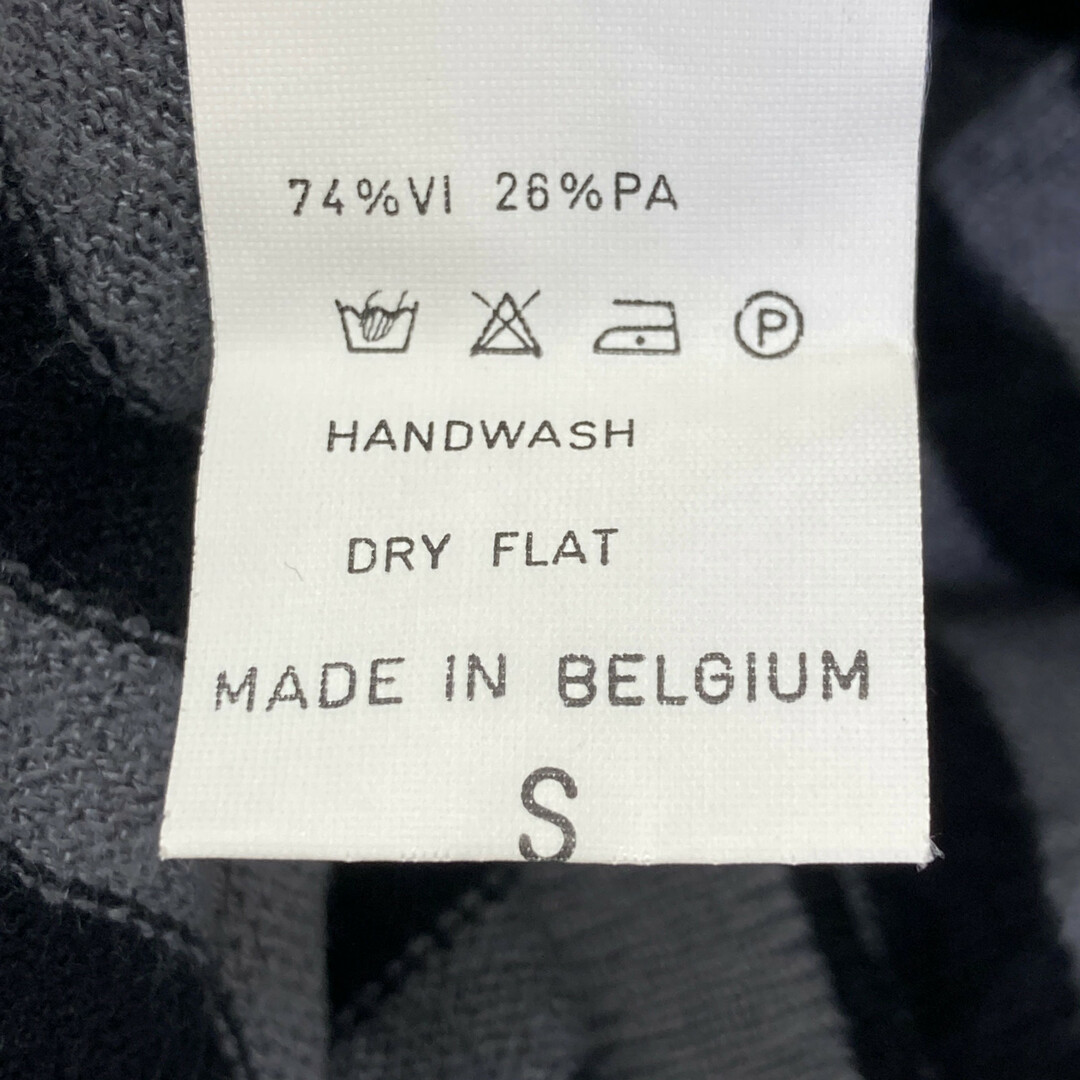 74%VI 26%PA
P
HANDWASH
DRY FLAT
MADE IN BELGIUM
S